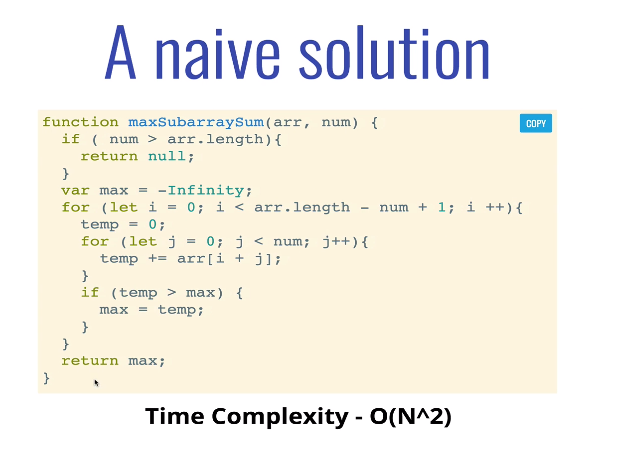 A naive solution
function maxSubarraySum(arr, num) {
COPY
  if ( num > arr.length){
    return null;
  }
  var max = -Infinity;
  for (let i = 0; i < arr.length - num + 1; i ++){
    temp = 0;
    for (let j = 0; j < num; j++){
      temp += arr[i + j];
    }
    if (temp > max) {
      max = temp;
    }
  }
  return max;
}
Time Complexity - O(N^2)